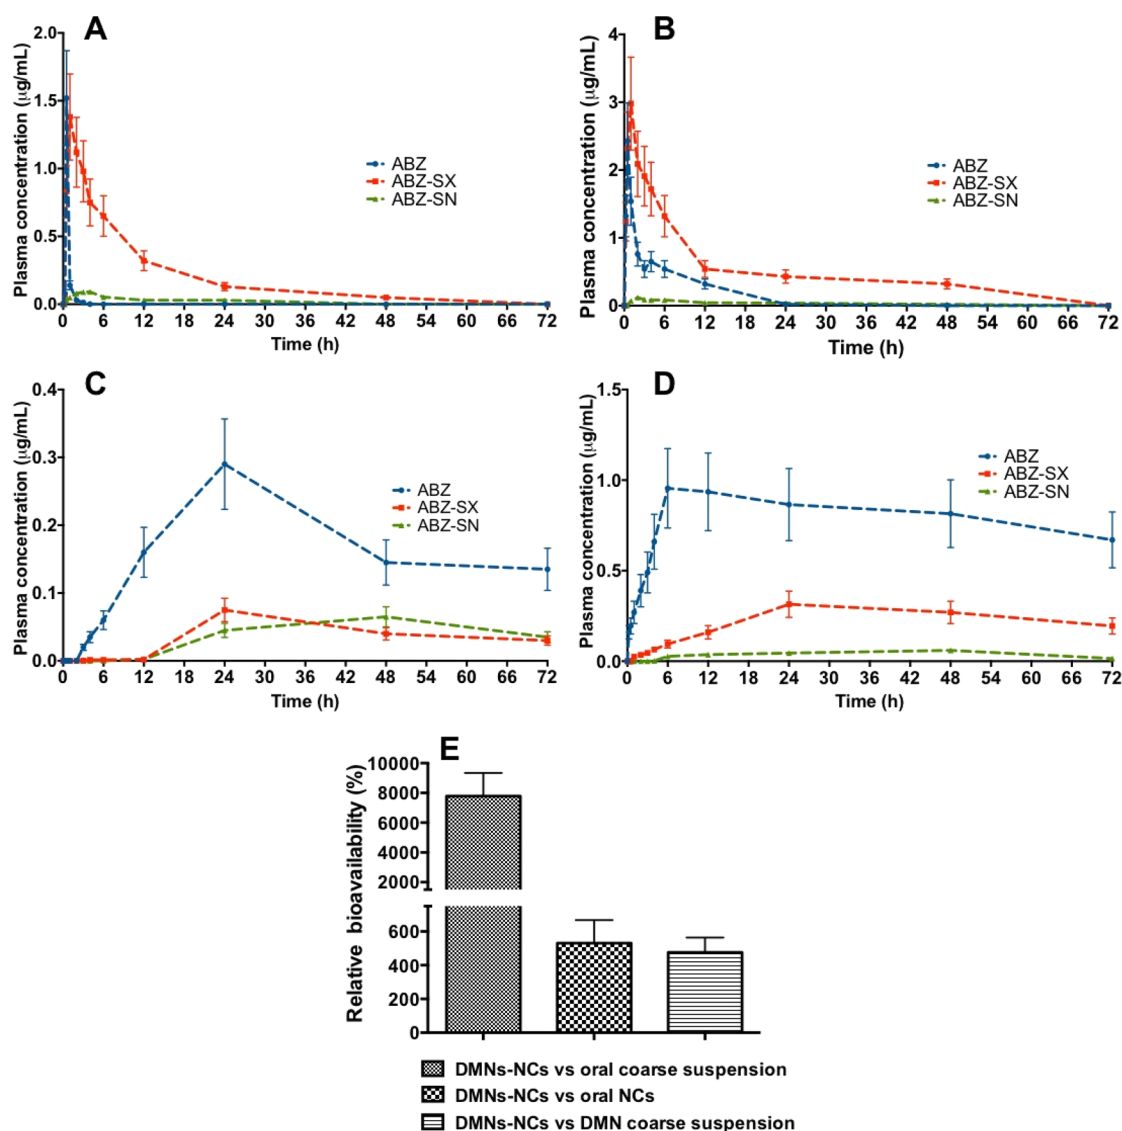 A
Plasma concentration (μg/mL)
2.0
1.5
1.0
0.5
0.0
ABZ
ABZ-SX
ABZ-SN
0 6 12 18 24 30 36 42 48 54 60 66 72
Time (h)
B
Plasma concentration (μg/mL)
4
3
2
1
0
ABZ
ABZ-SX
ABZ-SN
0 6 12 18 24 30 36 42 48 54 60 66 72
Time (h)
C
Plasma concentration (μg/mL)
0.4
0.3
0.2
0.1
0.0
ABZ
ABZ-SX
ABZ-SN
0 6 12 18 24 30 36 42 48 54 60 66 72
Time (h)
D
Plasma concentration (μg/mL)
1.5
1.0
0.5
0.0
ABZ
ABZ-SX
ABZ-SN
0 6 12 18 24 30 36 42 48 54 60 66 72
Time (h)
E
Relative bioavailability (%)
10000
8000
6000
4000
2000
600
400
200
0
DMNs-NCs vs oral coarse suspension
DMNs-NCs vs oral NCs
DMNs-NCs vs DMN coarse suspension